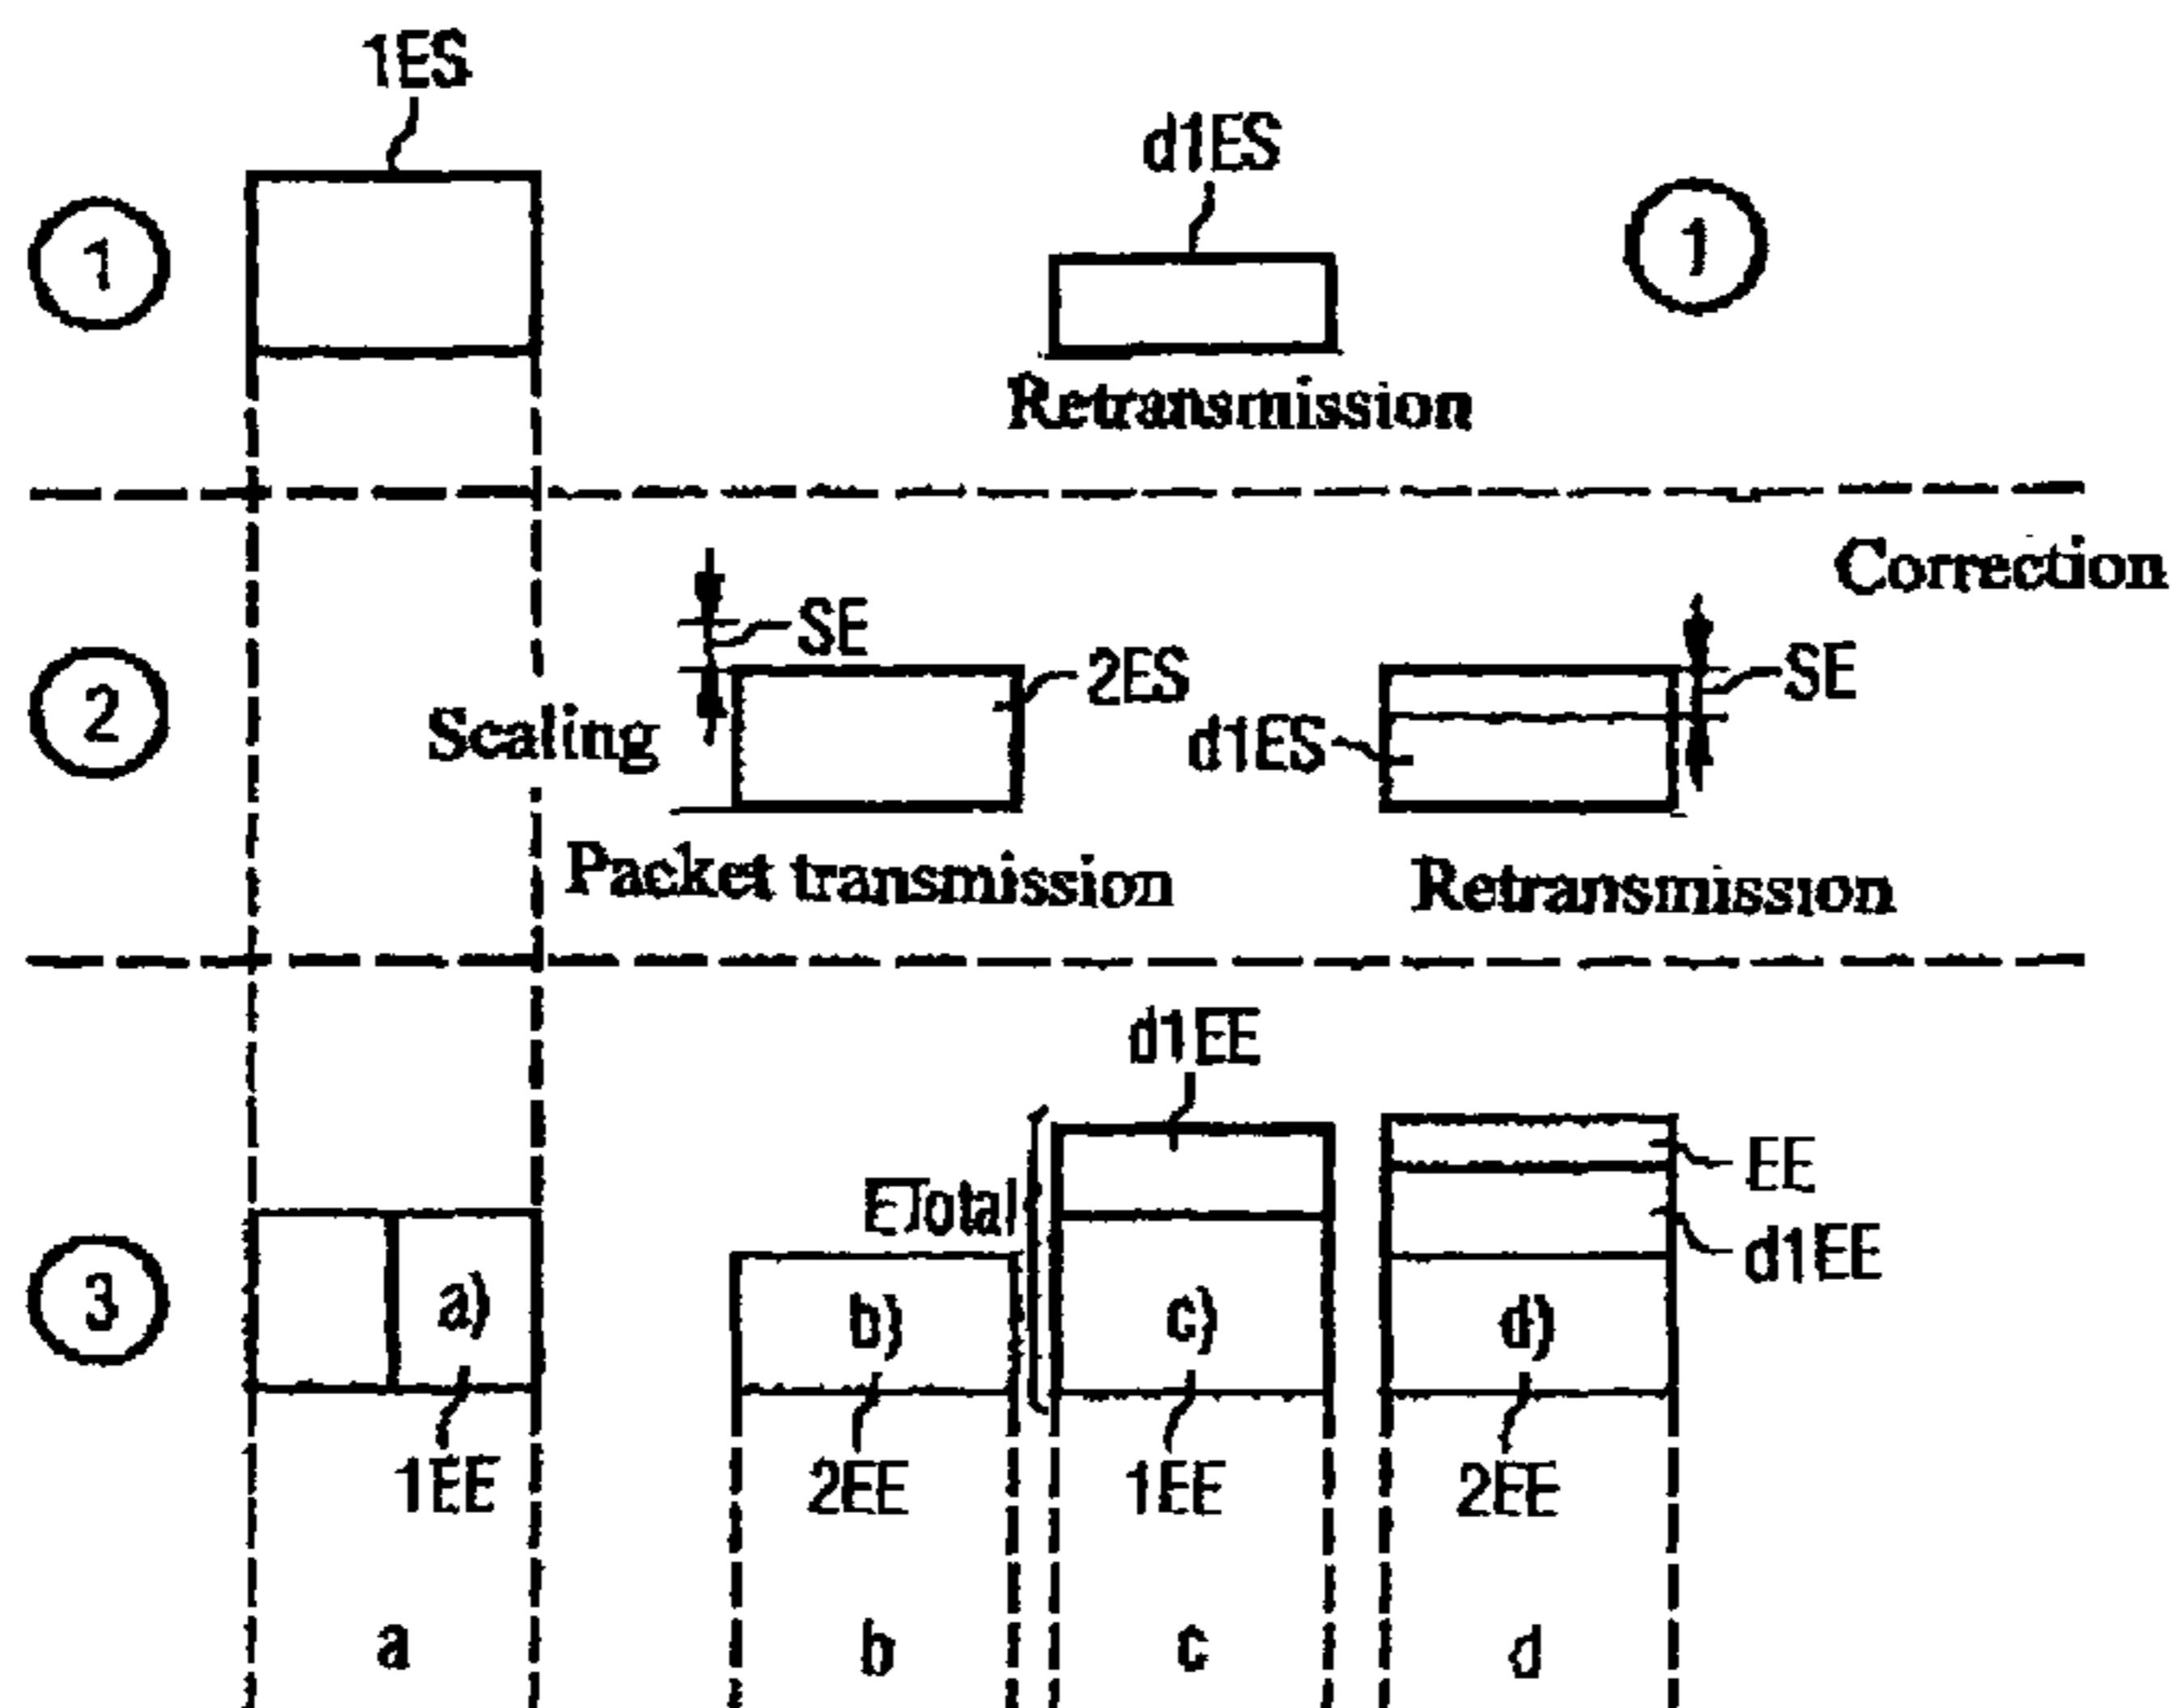 1ES
d1ES
1
1
Retransmission
Correction
SE
2ES
SE
2
Scaling
d1ES
Packet transmission
Retransmission
d1EE
EE
ETotal
d1EE
3
a)
b)
c)
d)
1EE
2EE
1EE
2EE
a
b
c
d